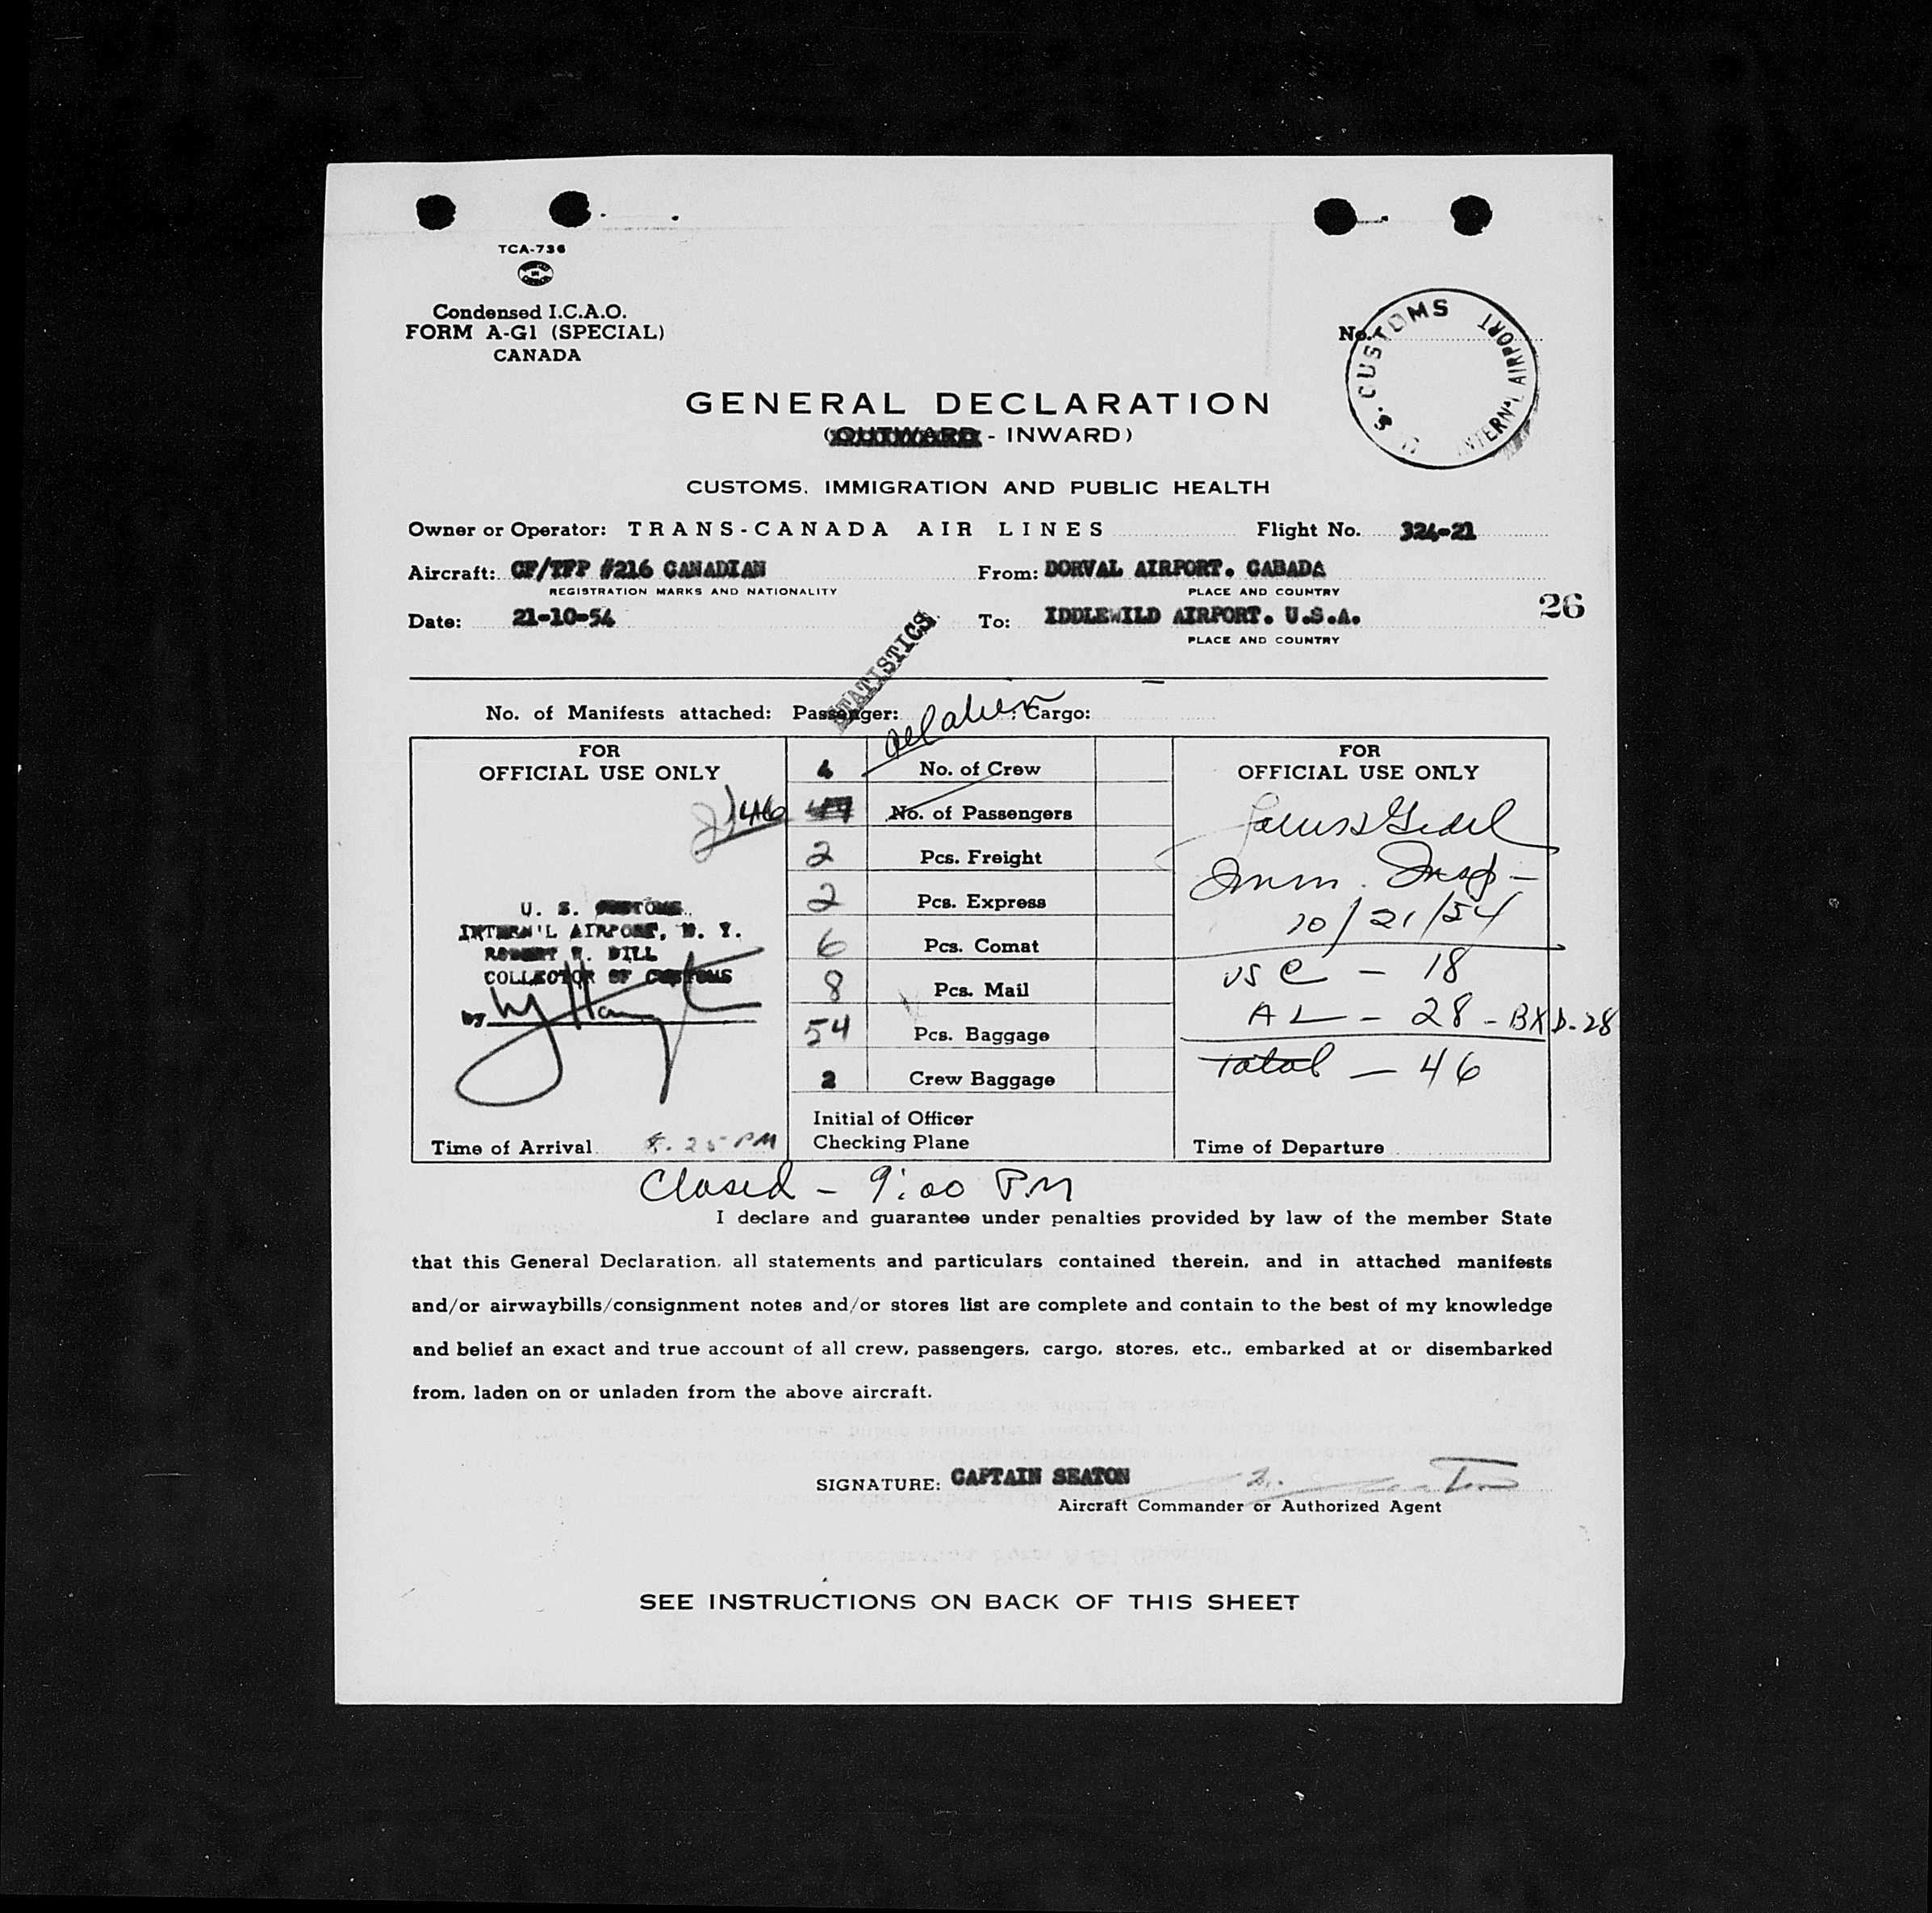 TCA-736
Condensed I.C.A.O.
FORM A-G1 (SPECIAL)
CANADA
No.
U. S. CUSTOMS INTERN'L AIRPORT
GENERAL DECLARATION
(OUTWARD - INWARD)
CUSTOMS, IMMIGRATION AND PUBLIC HEALTH
Owner or Operator: TRANS-CANADA AIR LINES Flight No. 324-21
Aircraft: CF/TFP #216 CANADIAN From: DORVAL AIRPORT. CABADA
REGISTRATION MARKS AND NATIONALITY PLACE AND COUNTRY
26
Date: 21-10-54 To: IDDLEWILD AIRPORT. U.S.A.
PLACE AND COUNTRY
STATISTICS
No. of Manifests attached: Passenger: : Cargo:
FOR
OFFICIAL USE ONLY
46
U. S. CUSTOMS
INTERN'L AIRPORT, N. Y.
ROBERT W. DILL
COLLECTOR OF CUSTOMS
by
Time of Arrival 8.25 PM
4 No. of Crew
47 No. of Passengers
2 Pcs. Freight
2 Pcs. Express
6 Pcs. Comat
8 Pcs. Mail
54 Pcs. Baggage
2 Crew Baggage
Initial of Officer
Checking Plane
FOR
OFFICIAL USE ONLY
Imm. Insp -
10/21/54
US C - 18
AL - 28 - BXD-28
Total - 46
Time of Departure
Closed - 9:00 P.M
I declare and guarantee under penalties provided by law of the member State
that this General Declaration, all statements and particulars contained therein, and in attached manifests
and/or airwaybills/consignment notes and/or stores list are complete and contain to the best of my knowledge
and belief an exact and true account of all crew, passengers, cargo, stores, etc., embarked at or disembarked
from, laden on or unladen from the above aircraft.
SIGNATURE: CAPTAIN SEATON
Aircraft Commander or Authorized Agent
SEE INSTRUCTIONS ON BACK OF THIS SHEET